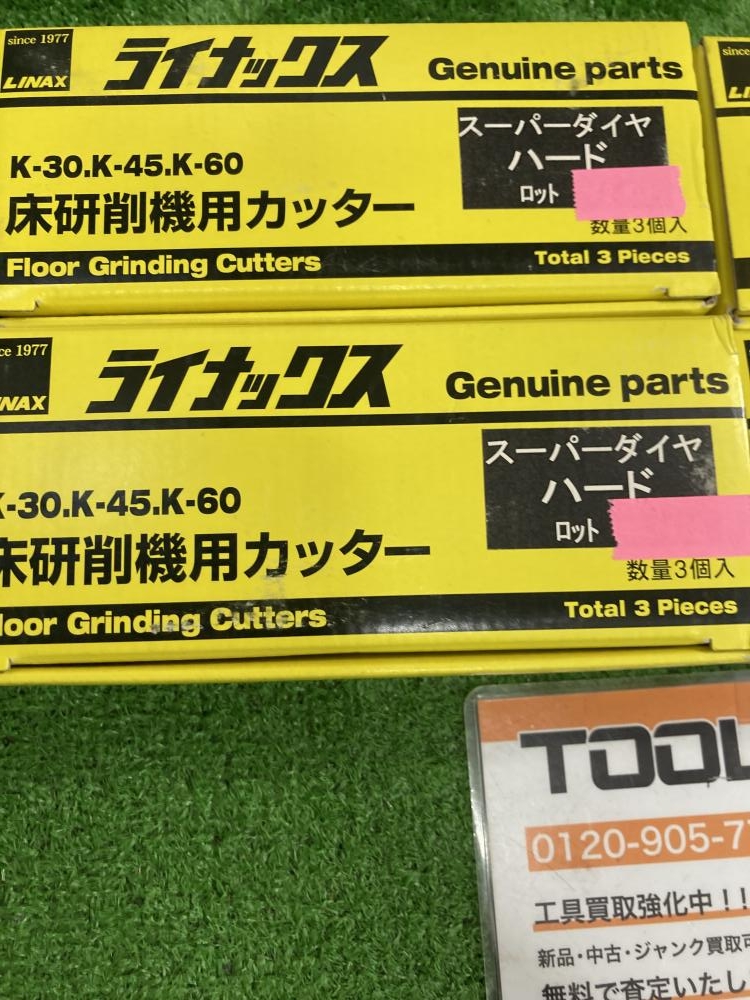 since 1977
LINAX
ライナックス
Genuine parts
K-30.K-45.K-60
スーパーダイヤ
ハード
ロット
床研削機用カッター
数量3個入
Floor Grinding Cutters
Total 3 Pieces
since
ce 1977
NAX
ライナックス
Genuine parts
-30.K-45.K-60
スーパーダイヤ
ハード
ロット
床研削機用カッター
数量3個入
loor Grinding Cutters
Total 3 Pieces
TOOL
0120-905-7
工具買取強化中!!
新品・中古・ジャンク買取可
無料で査定いたし